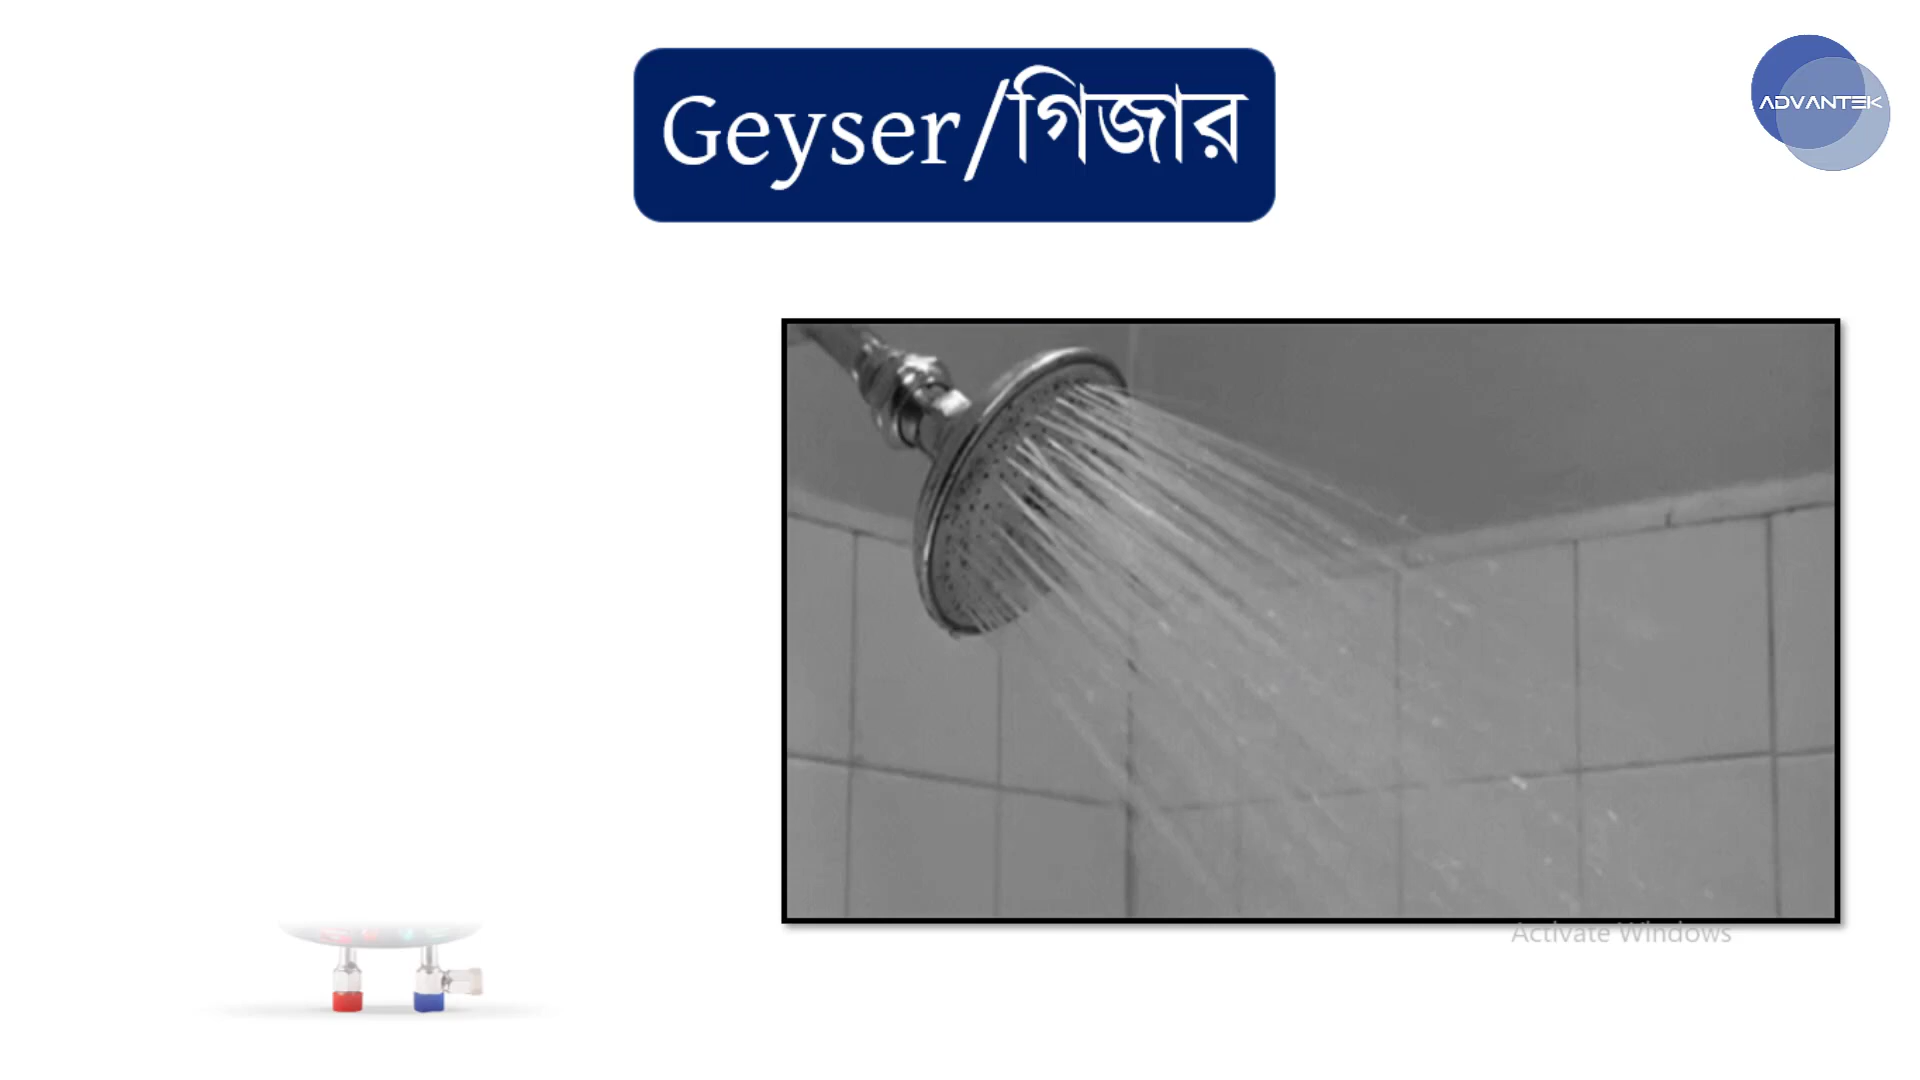 Geyser/গিজার
ADVANTEK
Activate Windows